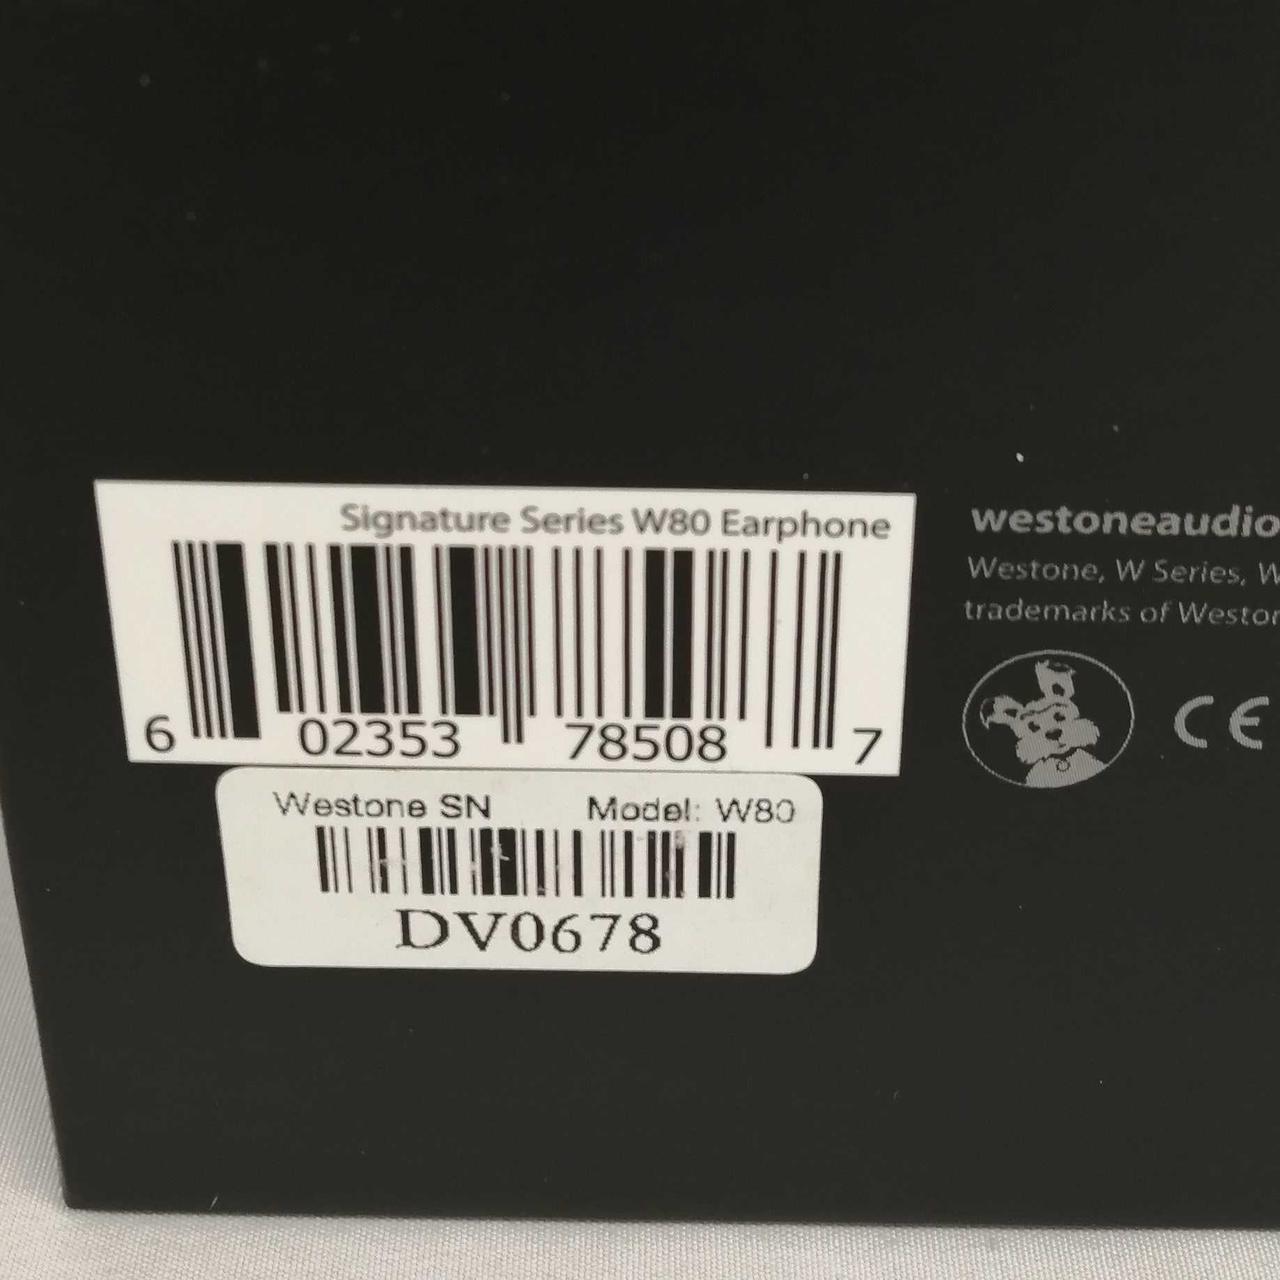 Signature Series W80 Earphone
6 02353 78508 7
Westone SN Model: W80
DV0678
westoneaudio
Westone, W Series, W
trademarks of Weston
CE